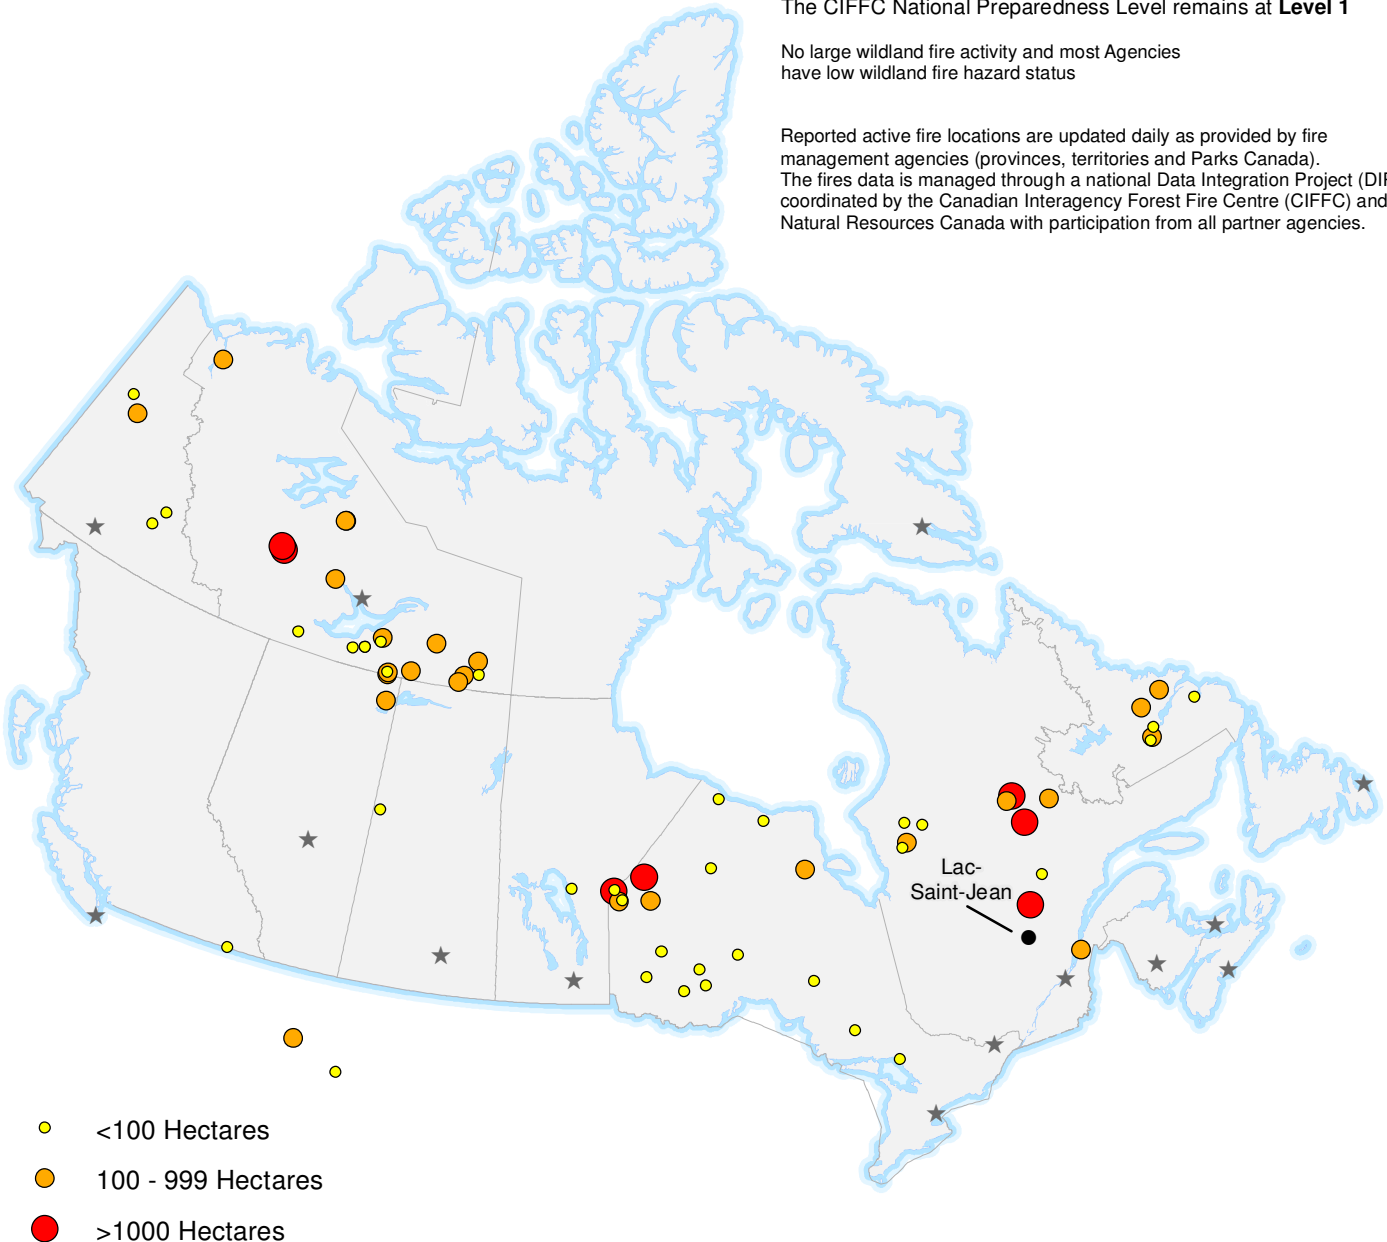 The CIFFC National Preparedness Level remains at Level 1
No large wildland fire activity and most Agencies
have low wildland fire hazard status
Reported active fire locations are updated daily as provided by fire
management agencies (provinces, territories and Parks Canada).
The fires data is managed through a national Data Integration Project (DIF
coordinated by the Canadian Interagency Forest Fire Centre (CIFFC) and
Natural Resources Canada with participation from all partner agencies.
Lac-
Saint-Jean
<100 Hectares
100 - 999 Hectares
>1000 Hectares